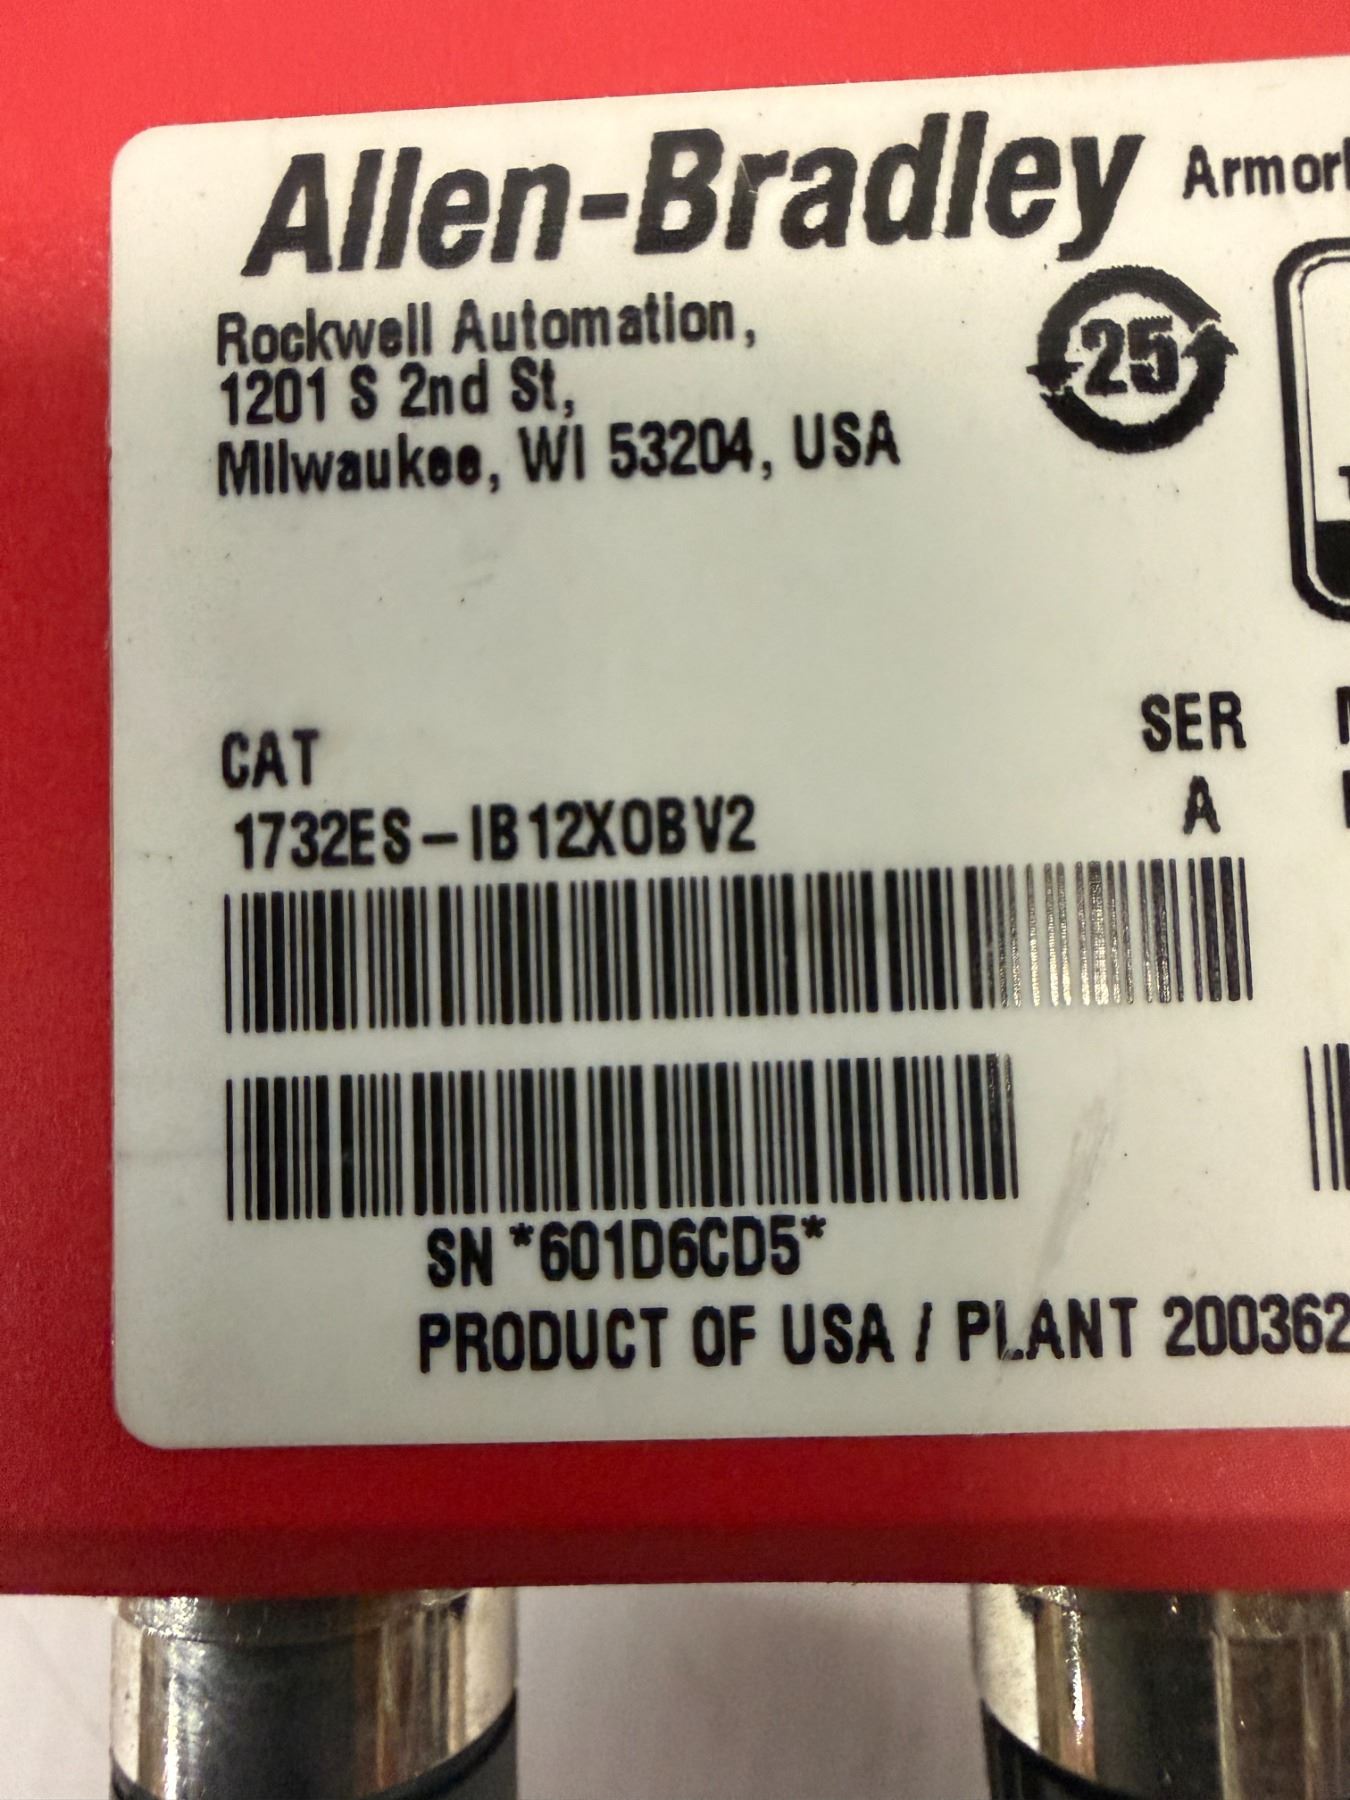 Allen-Bradley
Rockwell Automation,
1201 S 2nd St,
Milwaukee, WI 53204, USA
25
CAT
1732ES-IB12XOBV2
SER
A
SN *601D6CD5*
PRODUCT OF USA / PLANT 200362